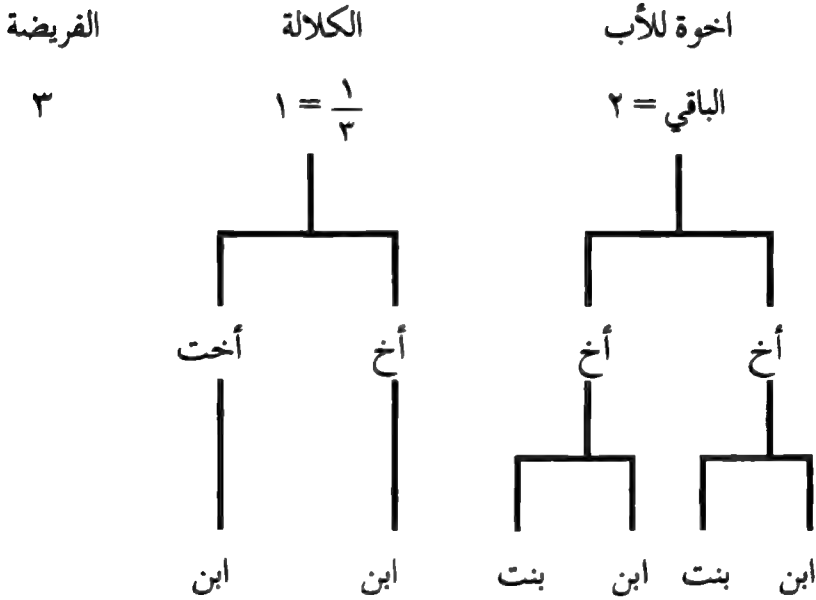 اخوة للأب الكلالة الفريضة
الباقي = ٢ ١/٣ = ١ ٣
أخ أخ أخ أخت
ابن بنت ابن بنت ابن ابن